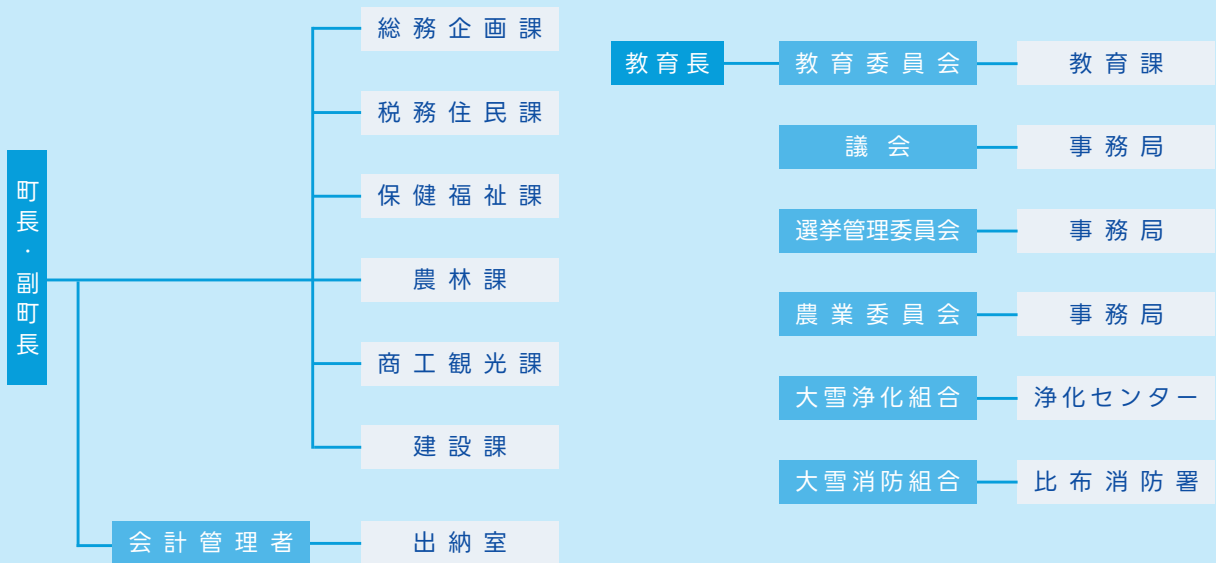 町長・副町長
総務企画課
税務住民課
保健福祉課
農林課
商工観光課
建設課
会計管理者
出納室
教育長
教育委員会
教育課
議会
事務局
選挙管理委員会
事務局
農業委員会
事務局
大雪浄化組合
浄化センター
大雪消防組合
比布消防署